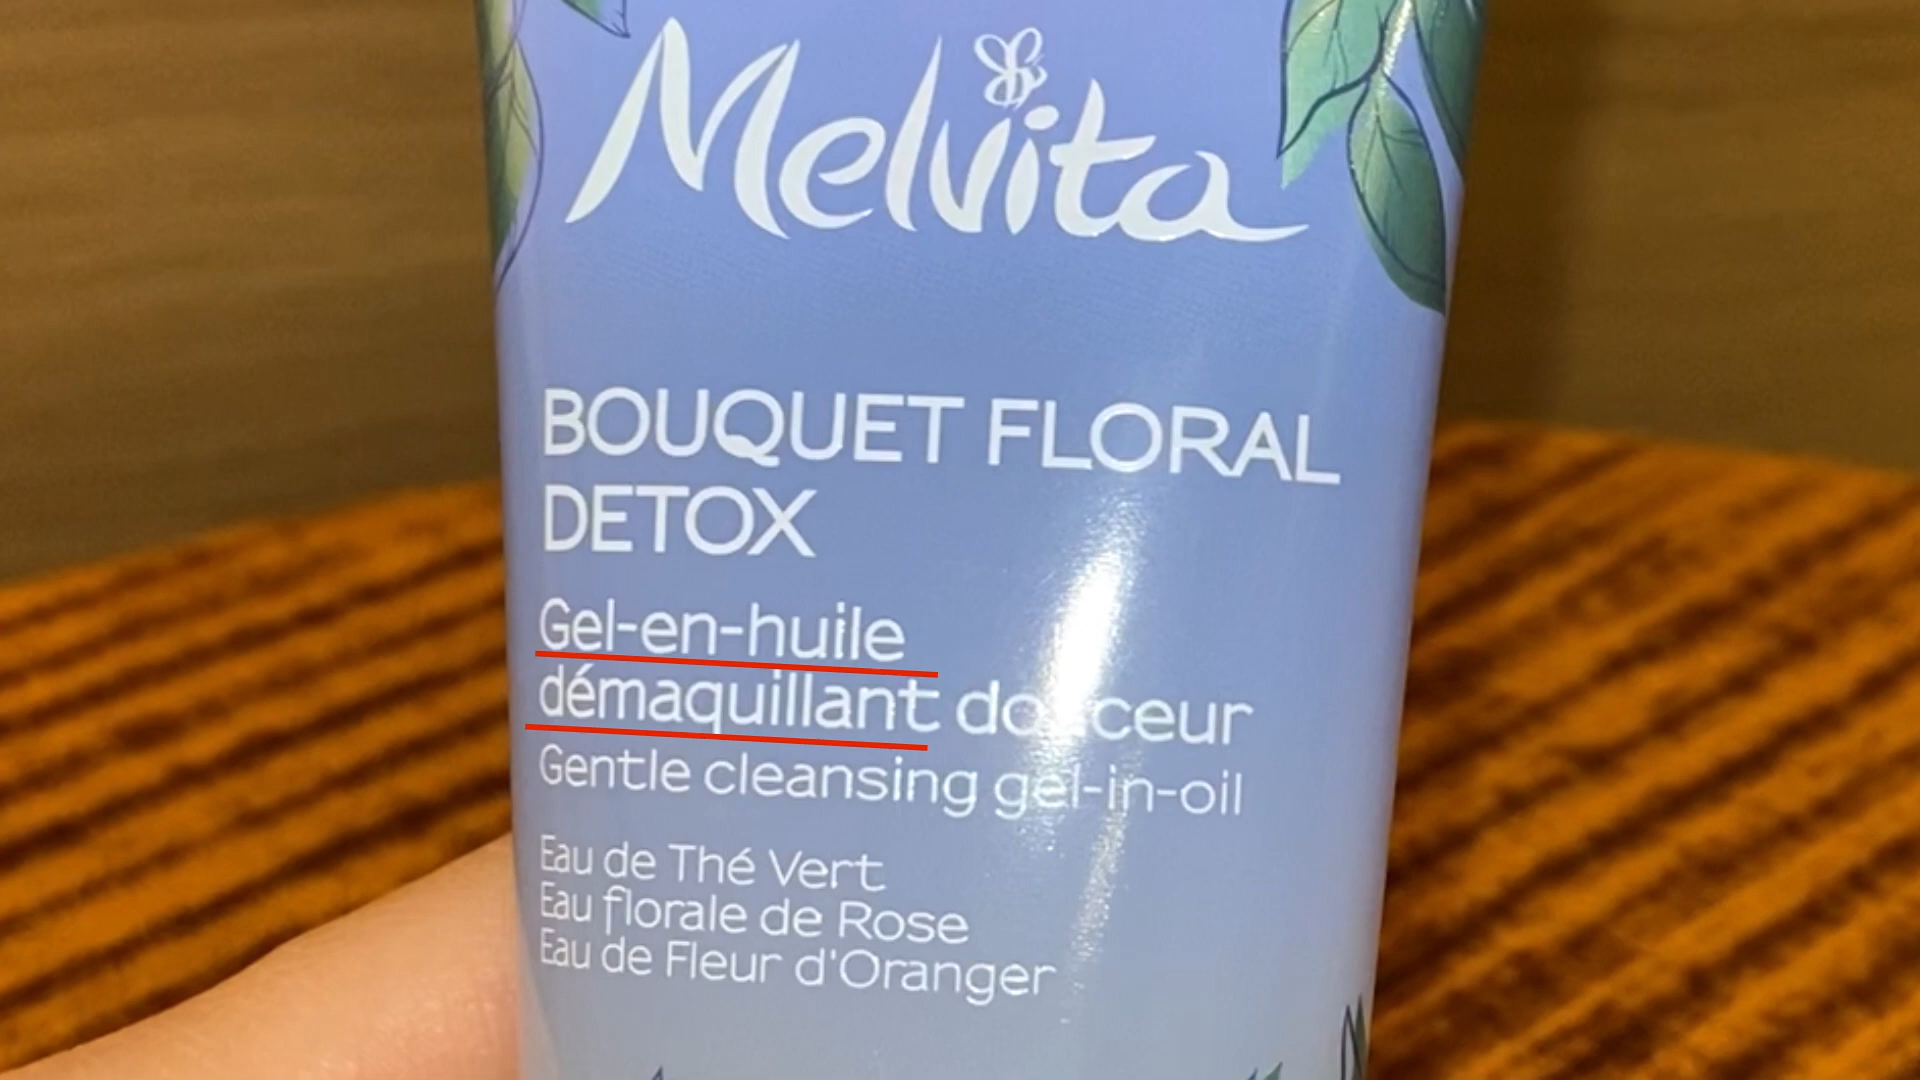 Melvita
BOUQUET FLORAL
DETOX
Gel-en-huile
démaquillant douceur
Gentle cleansing gel-in-oil
Eau de Thé Vert
Eau florale de Rose
Eau de Fleur d'Oranger